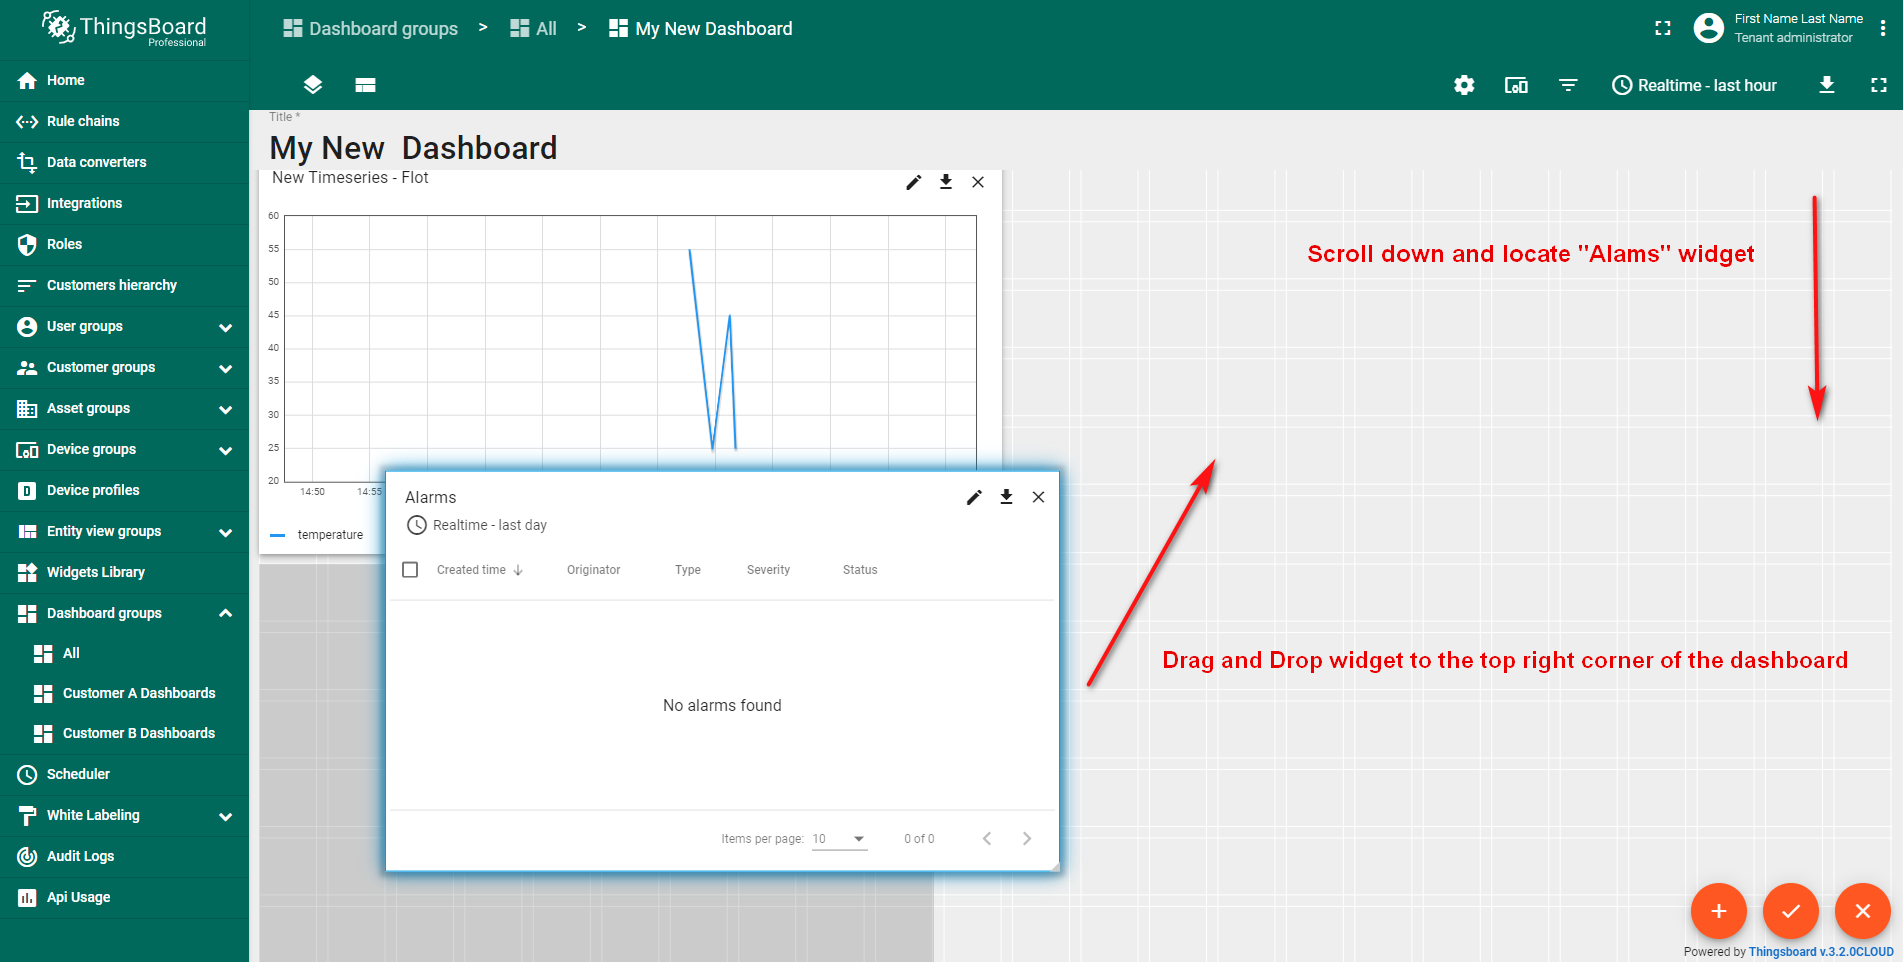 ThingsBoard
Professional
Dashboard groups > All > My New Dashboard
First Name Last Name
Tenant administrator
Realtime - last hour
Home
Rule chains
Data converters
Integrations
Roles
Customers hierarchy
User groups
Customer groups
Asset groups
Device groups
Device profiles
D
Entity view groups
Widgets Library
Dashboard groups
All
Customer A Dashboards
Customer B Dashboards
Scheduler
White Labeling
Audit Logs
Api Usage
Title *
My New  Dashboard
New Timeseries - Flot
60
55
50
45
40
35
30
25
20
14:50 14:55
temperature
Scroll down and locate "Alams" widget
Alarms
Realtime - last day
Created time Originator Type Severity Status
No alarms found
Items per page: 10 0 of 0
Drag and Drop widget to the top right corner of the dashboard
Powered by Thingsboard v.3.2.0CLOUD